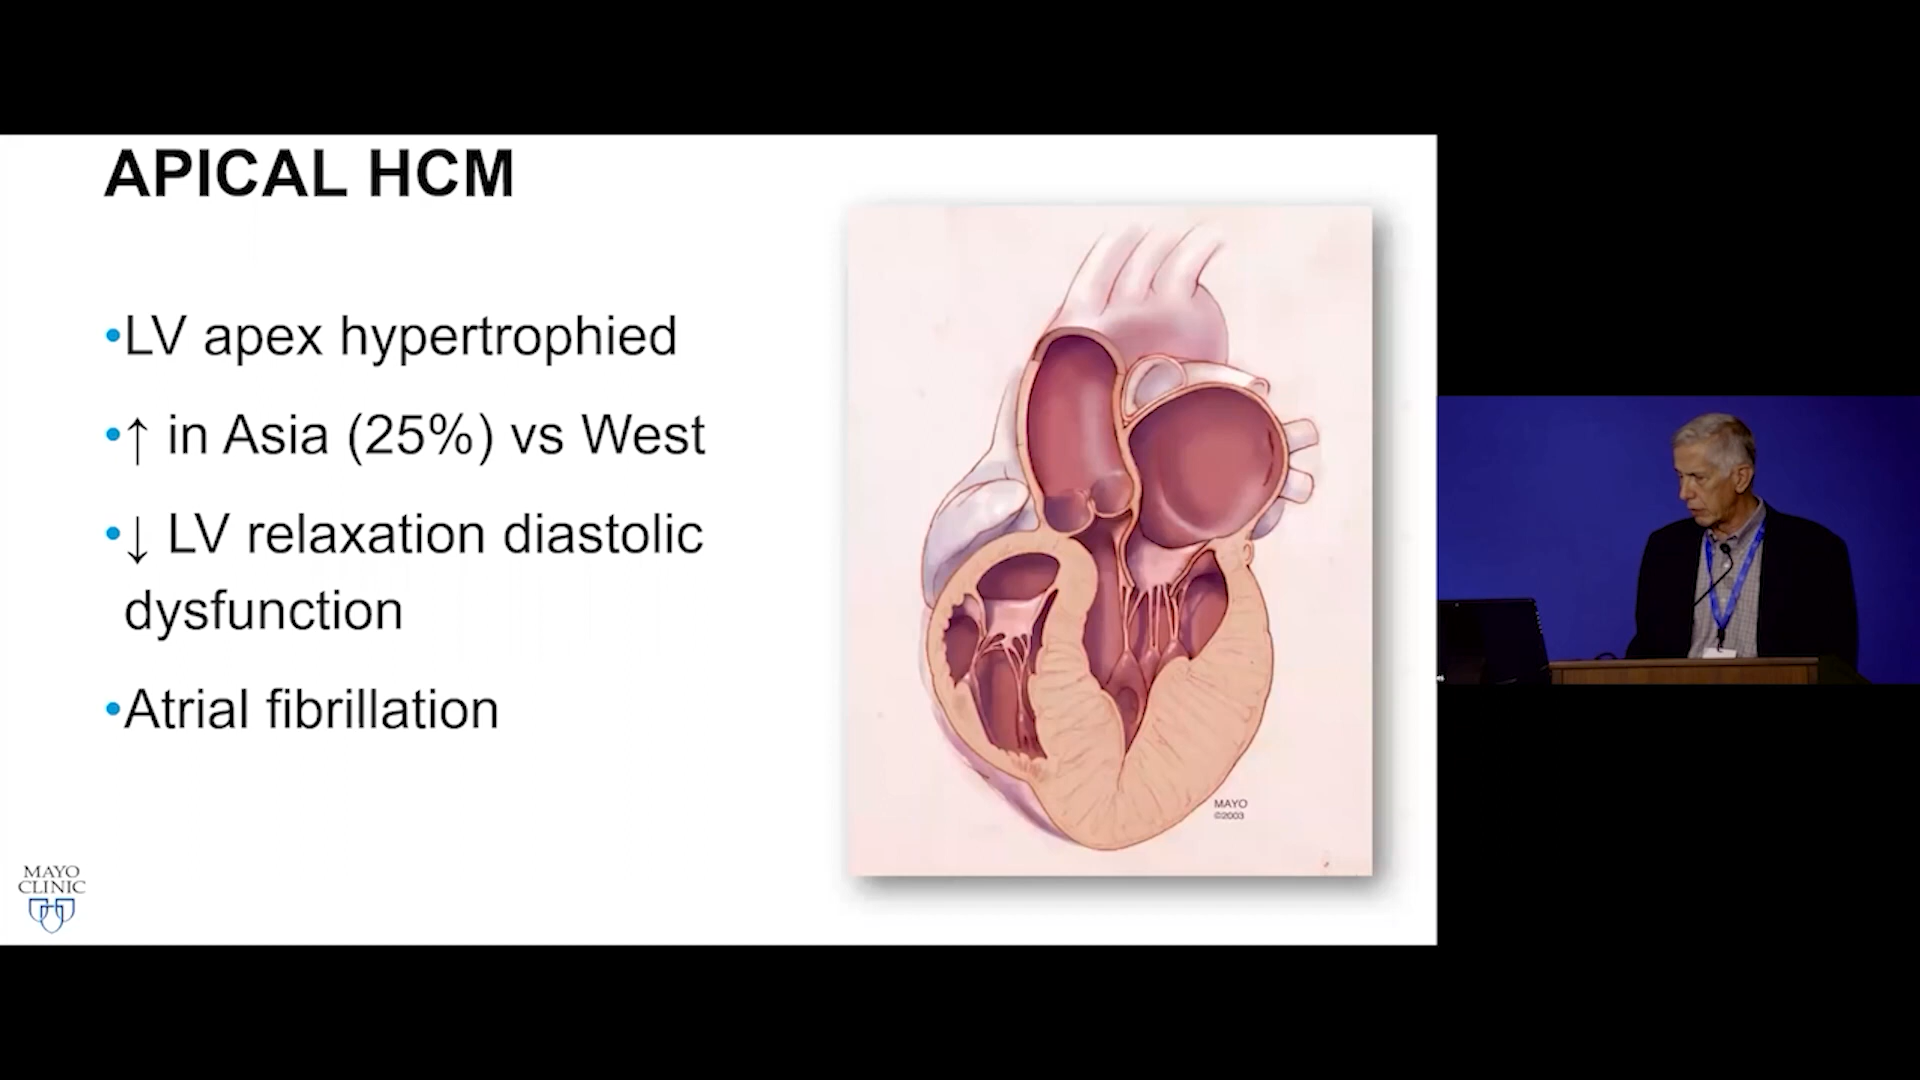 APICAL HCM
•LV apex hypertrophied
•↑ in Asia (25%) vs West
•↓ LV relaxation diastolic
dysfunction
•Atrial fibrillation
MAYO
©2003
MAYO
CLINIC